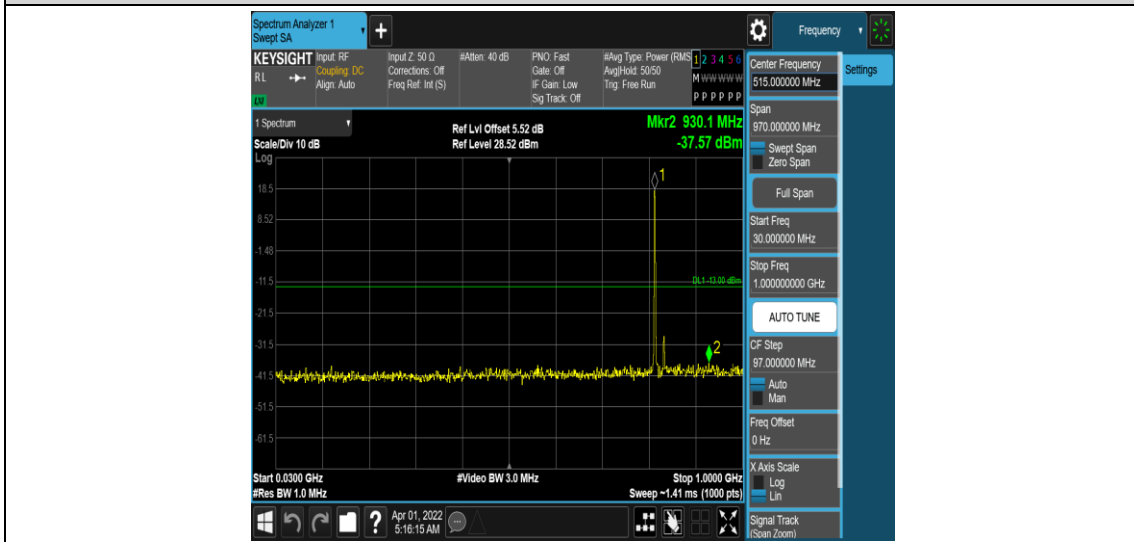 Spectrum Analyzer 1
Swept SA
+
Frequency
KEYSIGHT
RL
Input: RF
Coupling: DC
Align: Auto
Input Z: 50 Ω
Corrections: Off
Freq Ref: Int (S)
#Atten: 40 dB
PNO: Fast
Gate: Off
IF Gain: Low
Sig Track: Off
#Avg Type: Power (RMS
Avg|Hold: 50/50
Trig: Free Run
1 2 3 4 5 6
M W W W W W
P P P P P P
1 Spectrum
Scale/Div 10 dB
Ref Lvl Offset 5.52 dB
Ref Level 28.52 dBm
Mkr2 930.1 MHz
-37.57 dBm
Log
18.5
8.52
-1.48
-11.5
-21.5
-31.5
-41.5
-51.5
-61.5
1
DL1 -13.00 dBm
2
Start 0.0300 GHz
#Res BW 1.0 MHz
#Video BW 3.0 MHz
Stop 1.0000 GHz
Sweep ~1.41 ms (1000 pts)
?
Apr 01, 2022
5:16:15 AM
Center Frequency
515.000000 MHz
Settings
Span
970.000000 MHz
Swept Span
Zero Span
Full Span
Start Freq
30.000000 MHz
Stop Freq
1.000000000 GHz
AUTO TUNE
CF Step
97.000000 MHz
Auto
Man
Freq Offset
0 Hz
X Axis Scale
Log
Lin
Signal Track
(Span Zoom)